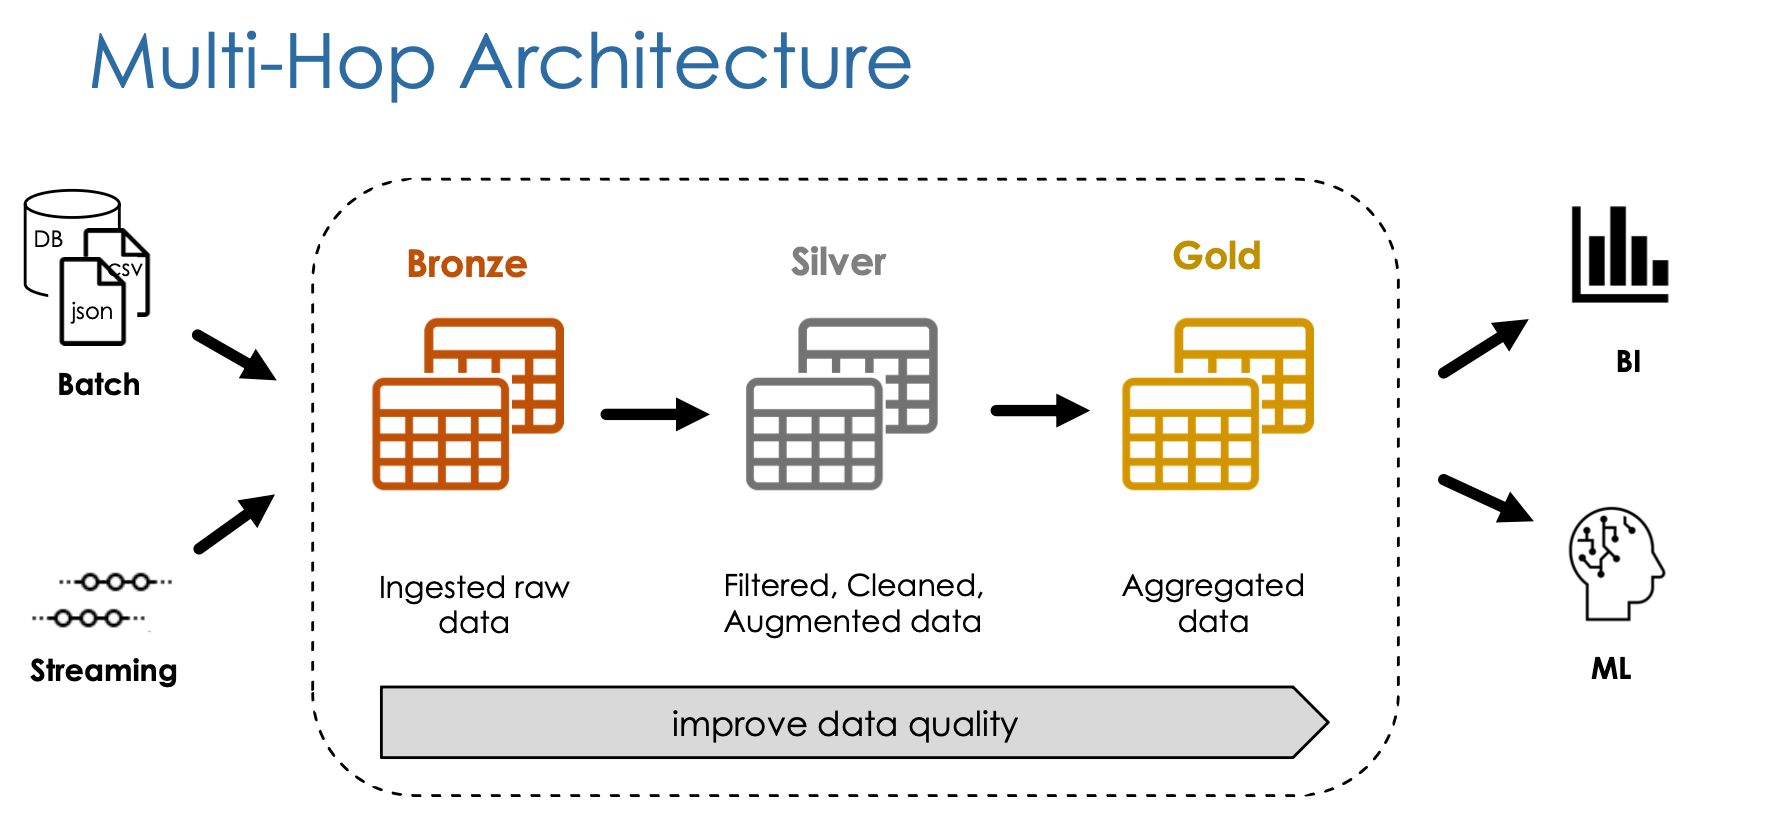 Multi-Hop Architecture
DB
csv
json
Batch
Streaming
Bronze
Ingested raw
data
Silver
Filtered, Cleaned,
Augmented data
Gold
Aggregated
data
improve data quality
BI
ML